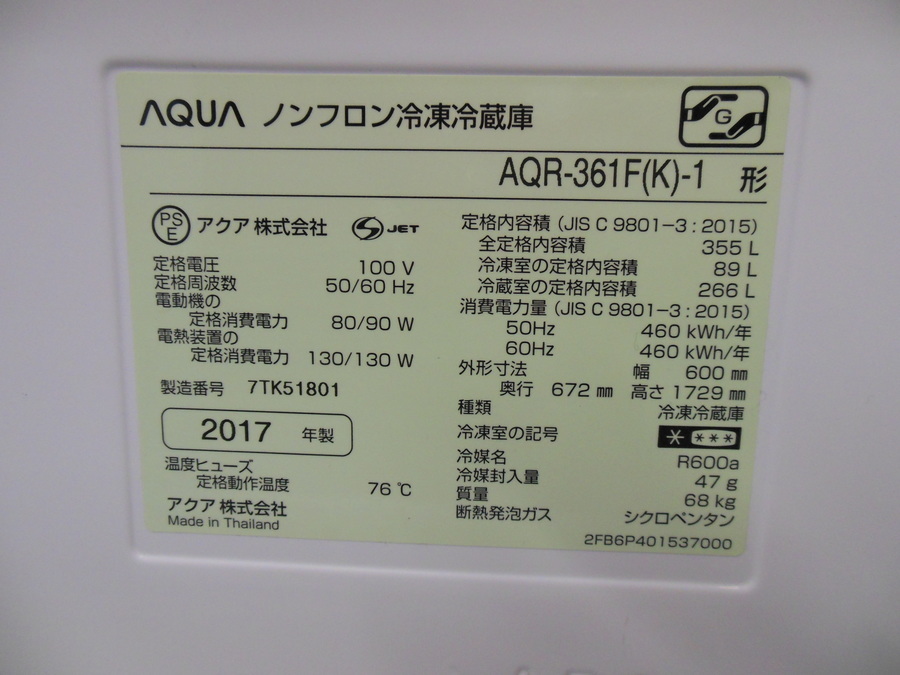 AQUA ノンフロン冷凍冷蔵庫
G
AQR-361F(K)-1 形
PS E アクア株式会社 S JET
定格電圧 100 V
定格周波数 50/60 Hz
電動機の
定格消費電力 80/90 W
電熱装置の
定格消費電力 130/130 W
製造番号 7TK51801
2017 年製
温度ヒューズ
定格動作温度 76 ℃
アクア株式会社
Made in Thailand
定格内容積 (JIS C 9801-3 : 2015)
全定格内容積 355 L
冷凍室の定格内容積 89 L
冷蔵室の定格内容積 266 L
消費電力量 (JIS C 9801-3 : 2015)
50Hz 460 kWh/年
60Hz 460 kWh/年
外形寸法 幅 600 mm
奥行 672 mm 高さ 1729 mm
種類 冷凍冷蔵庫
冷凍室の記号 * ***
冷媒名 R600a
冷媒封入量 47 g
質量 68 kg
断熱発泡ガス シクロペンタン
2FB6P401537000